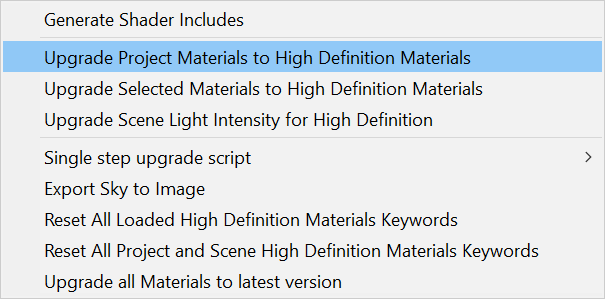 Generate Shader Includes
Upgrade Project Materials to High Definition Materials
Upgrade Selected Materials to High Definition Materials
Upgrade Scene Light Intensity for High Definition
Single step upgrade script
Export Sky to Image
Reset All Loaded High Definition Materials Keywords
Reset All Project and Scene High Definition Materials Keywords
Upgrade all Materials to latest version